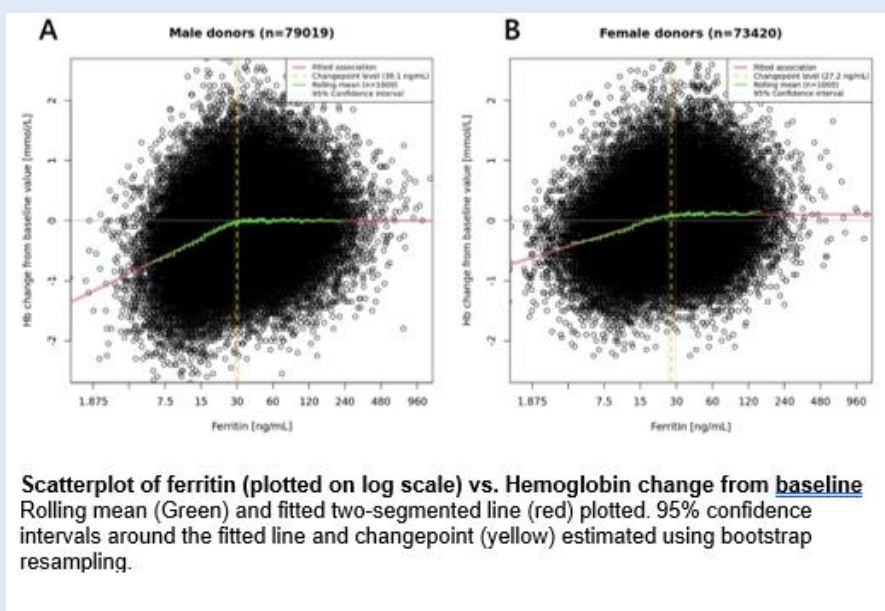 A
Male donors (n=79019)
Fitted association
Changepoint level (30.1 ng/mL)
Rolling mean (n=1000)
95% Confidence interval
Hb change from baseline value [mmol/L]
2
1
0
-1
-2
1.875
7.5
15
30
60
120
240
480
960
Ferritin [ng/mL]
B
Female donors (n=73420)
Fitted association
Changepoint level (27.2 ng/mL)
Rolling mean (n=1000)
95% Confidence interval
Hb change from baseline value [mmol/L]
2
1
0
-1
-2
1.875
7.5
15
30
60
120
240
480
960
Ferritin [ng/mL]
Scatterplot of ferritin (plotted on log scale) vs. Hemoglobin change from baseline
Rolling mean (Green) and fitted two-segmented line (red) plotted. 95% confidence
intervals around the fitted line and changepoint (yellow) estimated using bootstrap
resampling.